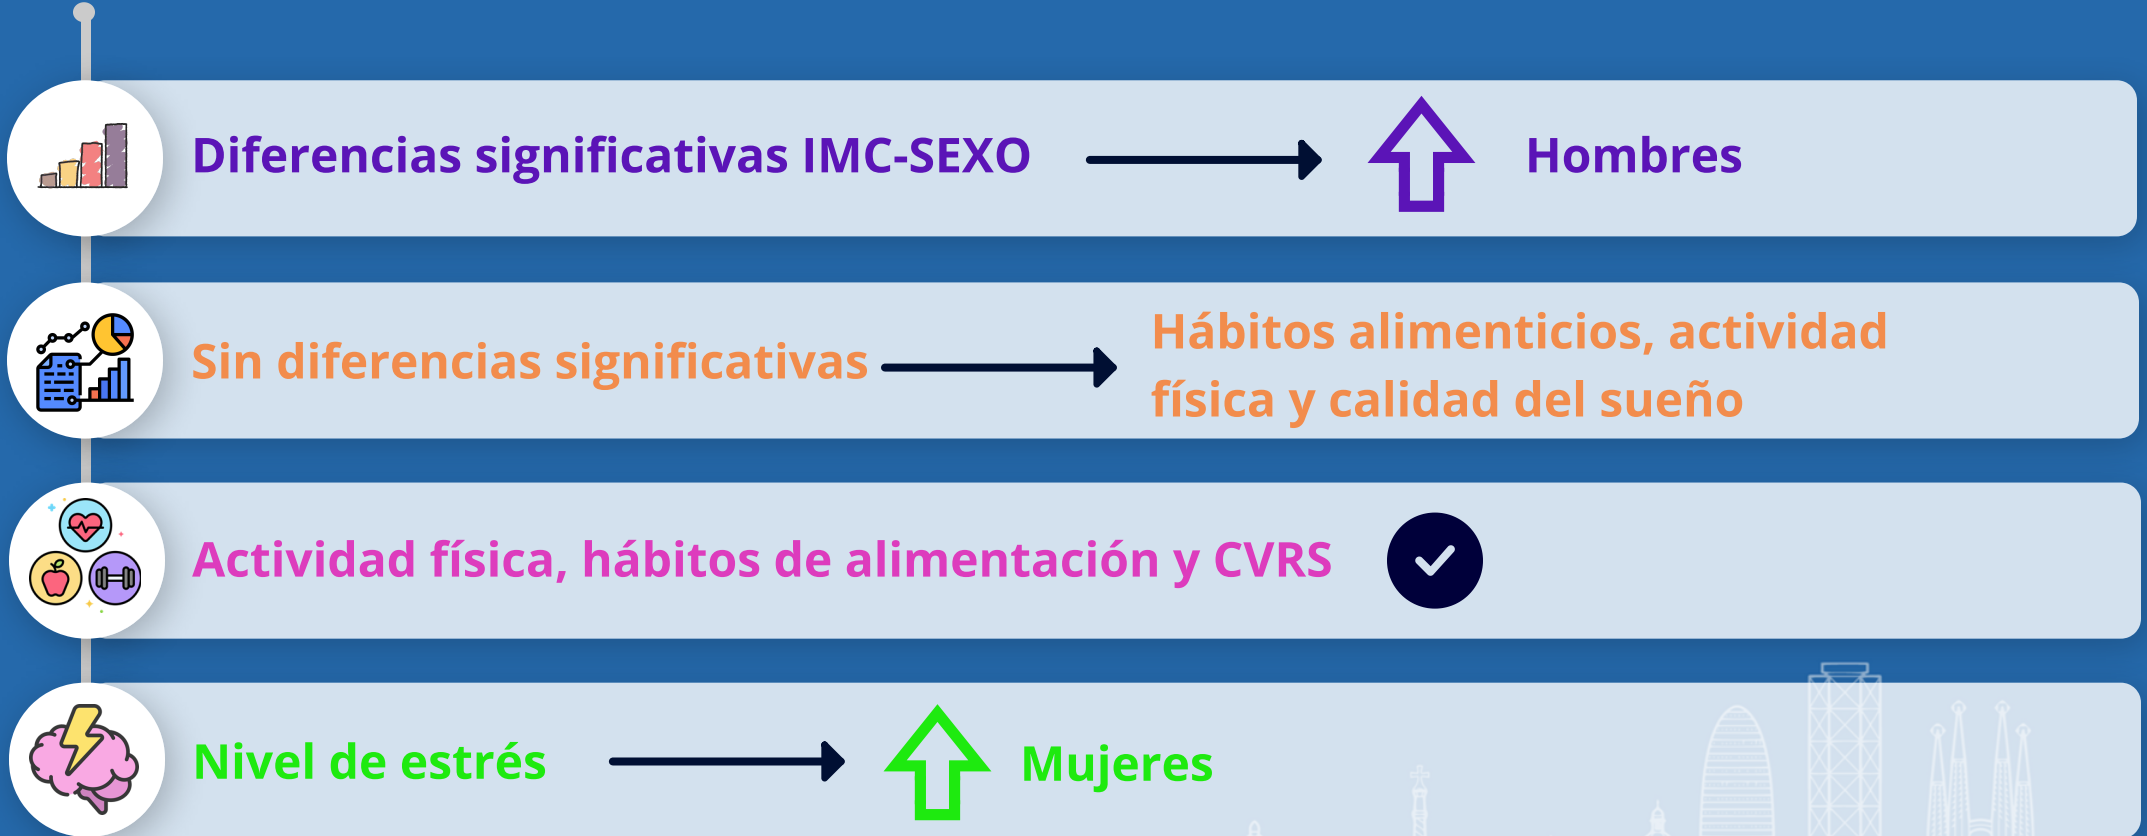 Diferencias significativas IMC-SEXO
Hombres
Sin diferencias significativas
Hábitos alimenticios, actividad
física y calidad del sueño
Actividad física, hábitos de alimentación y CVRS
Nivel de estrés
Mujeres